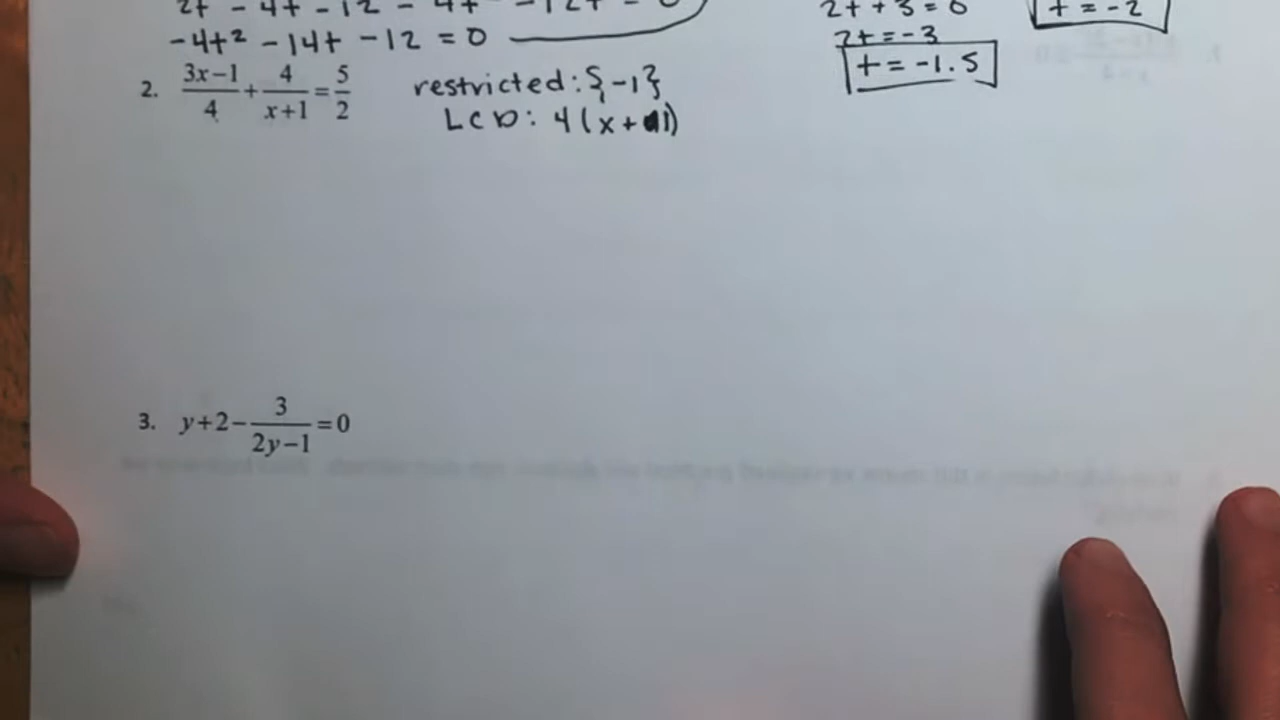 2t + 3 = 0
t = -2
-4t² - 14t - 12 = 0
2t = -3
t = -1.5
2. (3x-1)/4 + 4/(x+1) = 5/2
restricted: {-1}
LCD: 4(x+1)
3. y+2- 3/(2y-1) =0